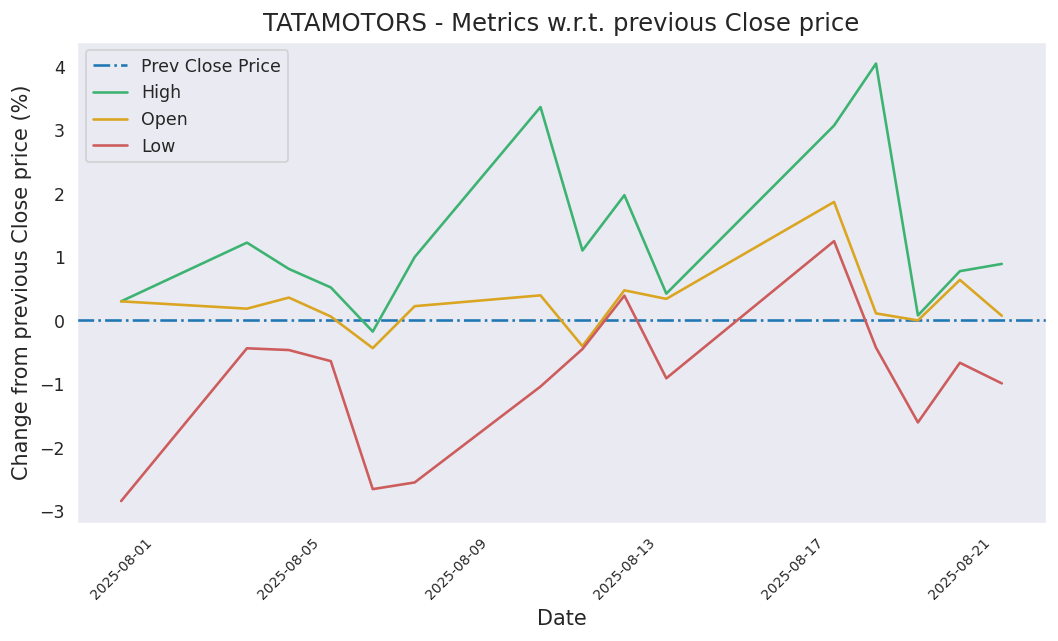 TATAMOTORS - Metrics w.r.t. previous Close price
Change from previous Close price (%)
4
3
2
1
0
−1
−2
−3
Prev Close Price
High
Open
Low
2025-08-01
2025-08-05
2025-08-09
2025-08-13
2025-08-17
2025-08-21
Date